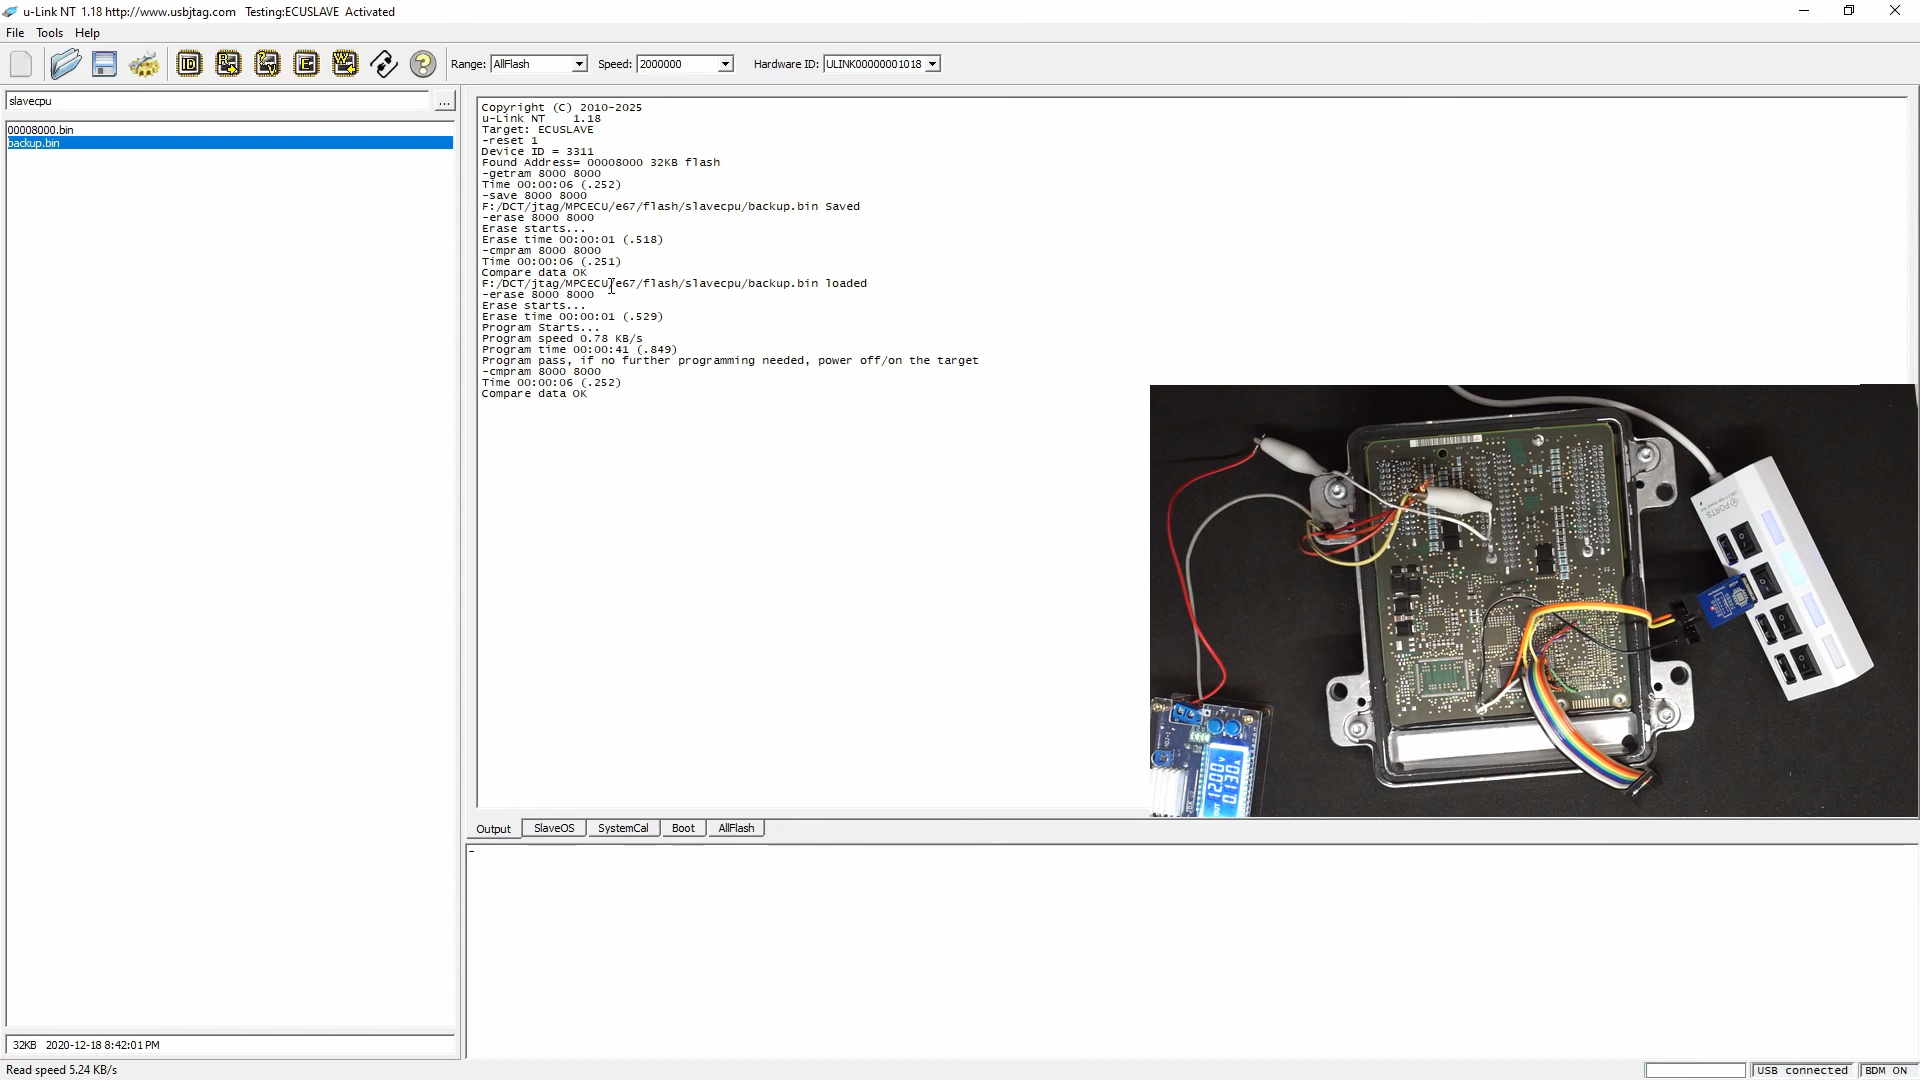 u-Link NT 1.18 http://www.usbjtag.com Testing:ECUSLAVE Activated
File Tools Help
ID R V E W
Range: AllFlash Speed: 2000000 Hardware ID: ULINK00000001018
slavecpu
...
00008000.bin
backup.bin
Copyright (C) 2010-2025
u-Link NT 1.18
Target: ECUSLAVE
-reset 1
Device ID = 3311
Found Address= 00008000 32KB flash
-getram 8000 8000
Time 00:00:06 (.252)
-save 8000 8000
F:/DCT/jtag/MPCECU/e67/flash/slavecpu/backup.bin Saved
-erase 8000 8000
Erase starts...
Erase time 00:00:01 (.518)
-cmpram 8000 8000
Time 00:00:06 (.251)
Compare data OK
F:/DCT/jtag/MPCECU/e67/flash/slavecpu/backup.bin loaded
-erase 8000 8000
Erase starts...
Erase time 00:00:01 (.529)
Program Starts...
Program speed 0.78 KB/s
Program time 00:00:41 (.849)
Program pass, if no further programming needed, power off/on the target
-cmpram 8000 8000
Time 00:00:06 (.252)
Compare data OK
PORTS
12.00V
0.130A
OUT
Output SlaveOS SystemCal Boot AllFlash
-
32KB 2020-12-18 8:42:01 PM
Read speed 5.24 KB/s
USB connected BDM ON